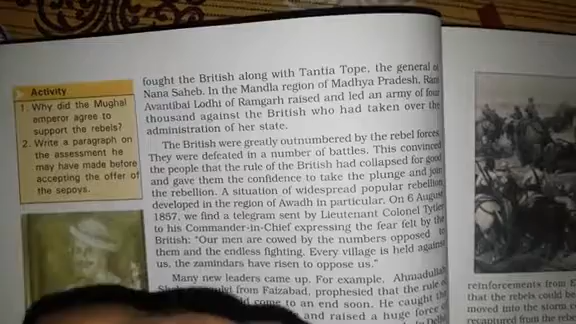 Activity
1. Why did the Mughal
emperor agree to
support the rebels?
2. Write a paragraph on
the assessment he
may have made before
accepting the offer of
the sepoys.
fought the British along with Tantia Tope, the general of
Nana Saheb. In the Mandla region of Madhya Pradesh, Rani
Avantibai Lodhi of Ramgarh raised and led an army of four
thousand against the British who had taken over the
administration of her state.
The British were greatly outnumbered by the rebel forces.
They were defeated in a number of battles. This convinced
the people that the rule of the British had collapsed for good
and gave them the confidence to take the plunge and join
the rebellion. A situation of widespread popular rebellion
developed in the region of Awadh in particular. On 6 August
1857, we find a telegram sent by Lieutenant Colonel Tytler
to his Commander-in-Chief expressing the fear felt by the
British: “Our men are cowed by the numbers opposed to
them and the endless fighting. Every village is held against
us, the zamindars have risen to oppose us.”
Many new leaders came up. For example, Ahmadullah
from Faizabad, prophesied that the rule of
come to an end soon. He caught the
and raised a huge force of
reinforcements from E
that the rebels could be
moved into the storm c
recaptured from the rebe